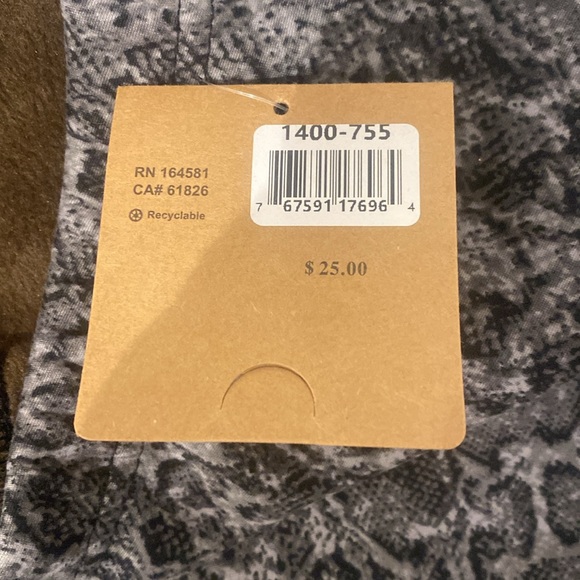 1400-755
RN 164581
CA# 61826
Recyclable
7 67591 17696 4
$ 25.00